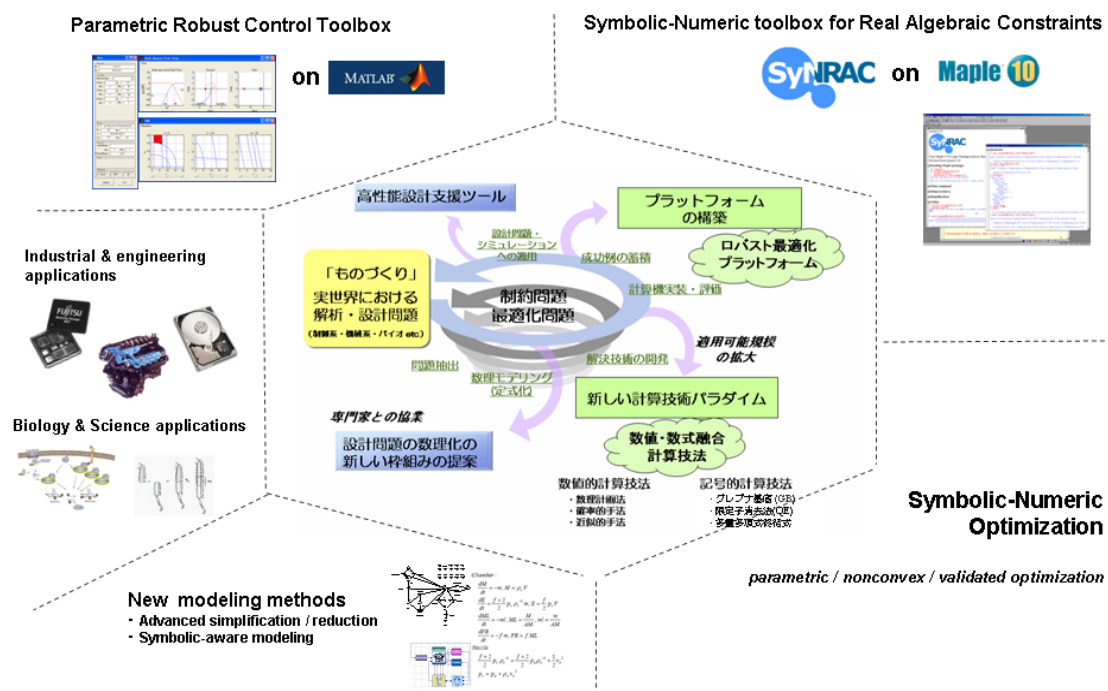 Parametric Robust Control Toolbox
on
MATLAB
Symbolic-Numeric toolbox for Real Algebraic Constraints
SyNRAC
on
Maple 10
SyNRAC
高性能設計支援ツール
プラットフォーム
の構築
設計問題・
シミュレーション
への適用
成功例の蓄積
ロバスト最適化
プラットフォーム
Industrial & engineering
applications
FUJITSU
「ものづくり」
実世界における
解析・設計問題
(制御系・機械系・バイオ etc)
制約問題
最適化問題
計算機実装・評価
適用可能規模
の拡大
問題抽出
数理モデリング
(定式化)
解決技術の開発
新しい計算技術パラダイム
Biology & Science applications
専門家との協業
設計問題の数理化の
新しい枠組みの提案
数値・数式融合
計算技法
数値的計算技法
・数理計画法
・確率的手法
・近似的手法
記号的計算技法
・グレブナ基底 (GB)
・限定子消去法(QE)
・多量多項式終結式
Symbolic-Numeric
Optimization
parametric / nonconvex / validated optimization
New modeling methods
・ Advanced simplification / reduction
・ Symbolic-aware modeling
Chamber
Nozzle